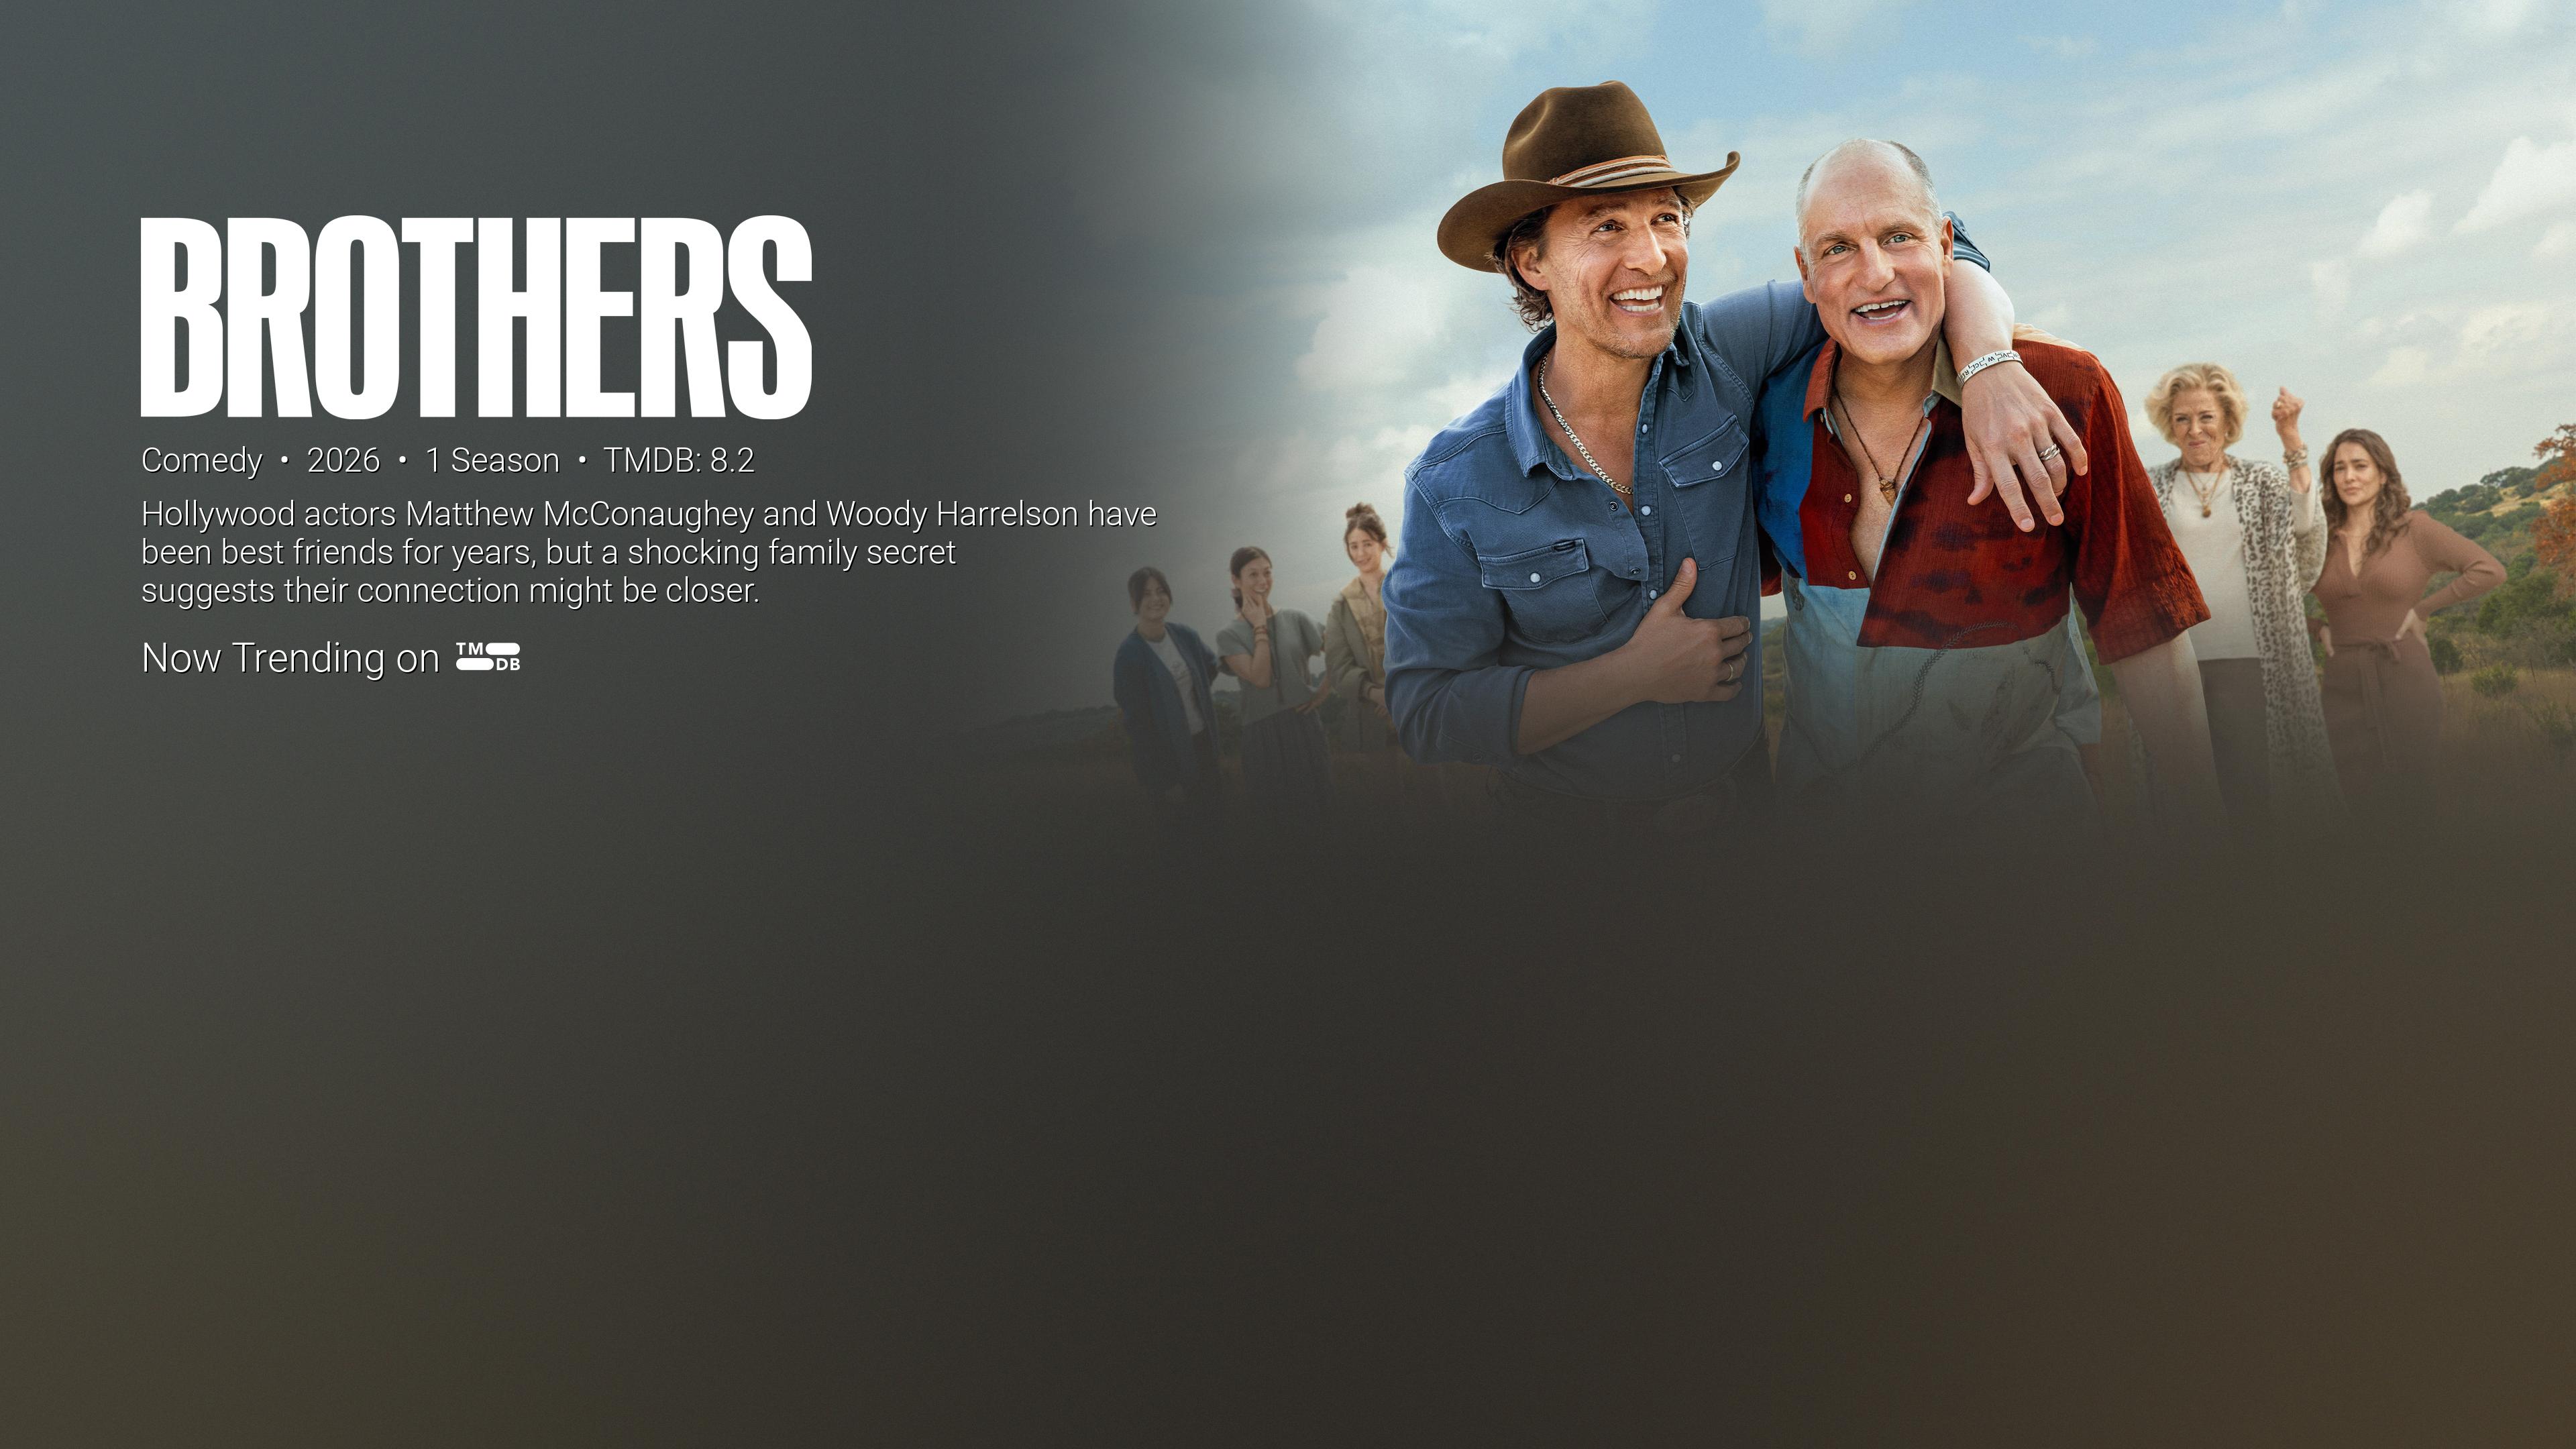 BROTHERS
Comedy • 2026 • 1 Season • TMDB: 8.2
Hollywood actors Matthew McConaughey and Woody Harrelson have
been best friends for years, but a shocking family secret
suggests their connection might be closer.
Now Trending on TMDB